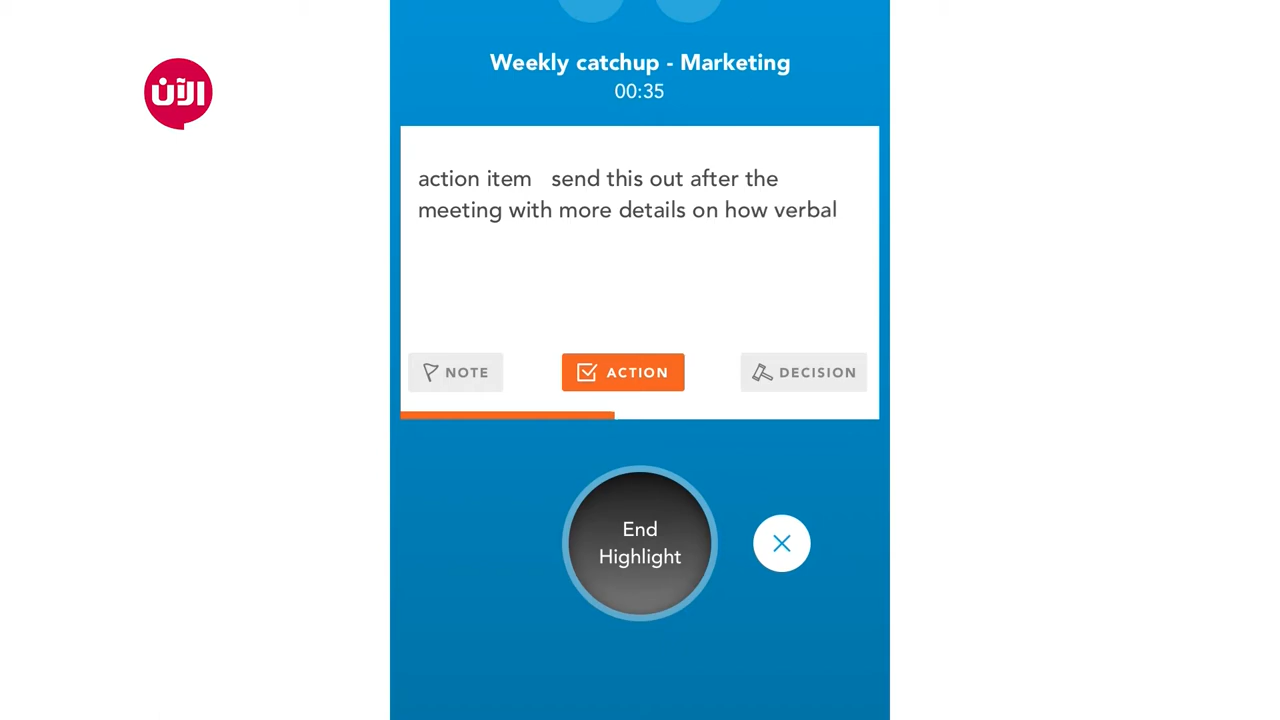 الآن
Weekly catchup - Marketing
00:35
action item send this out after the
meeting with more details on how verbal
NOTE
ACTION
DECISION
End
Highlight